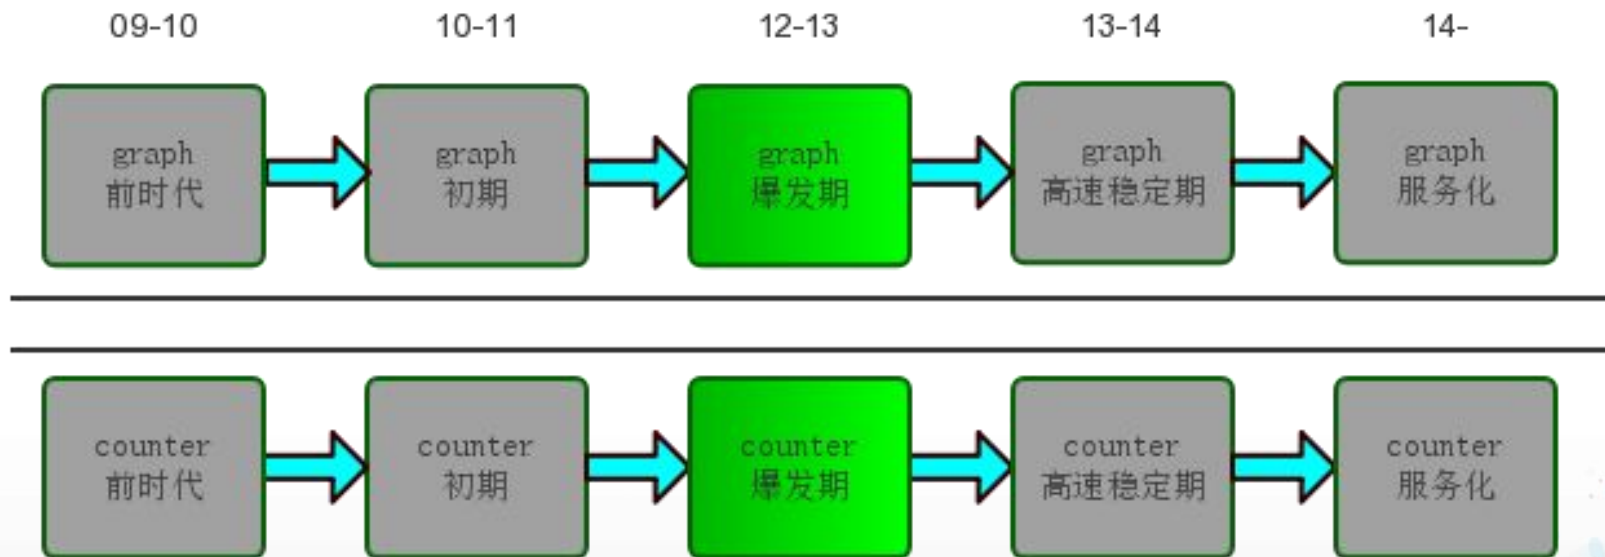 09-10 10-11 12-13 13-14 14-
graph graph graph graph graph
前时代 初期 爆发期 高速稳定期 服务化
counter counter counter counter counter
前时代 初期 爆发期 高速稳定期 服务化